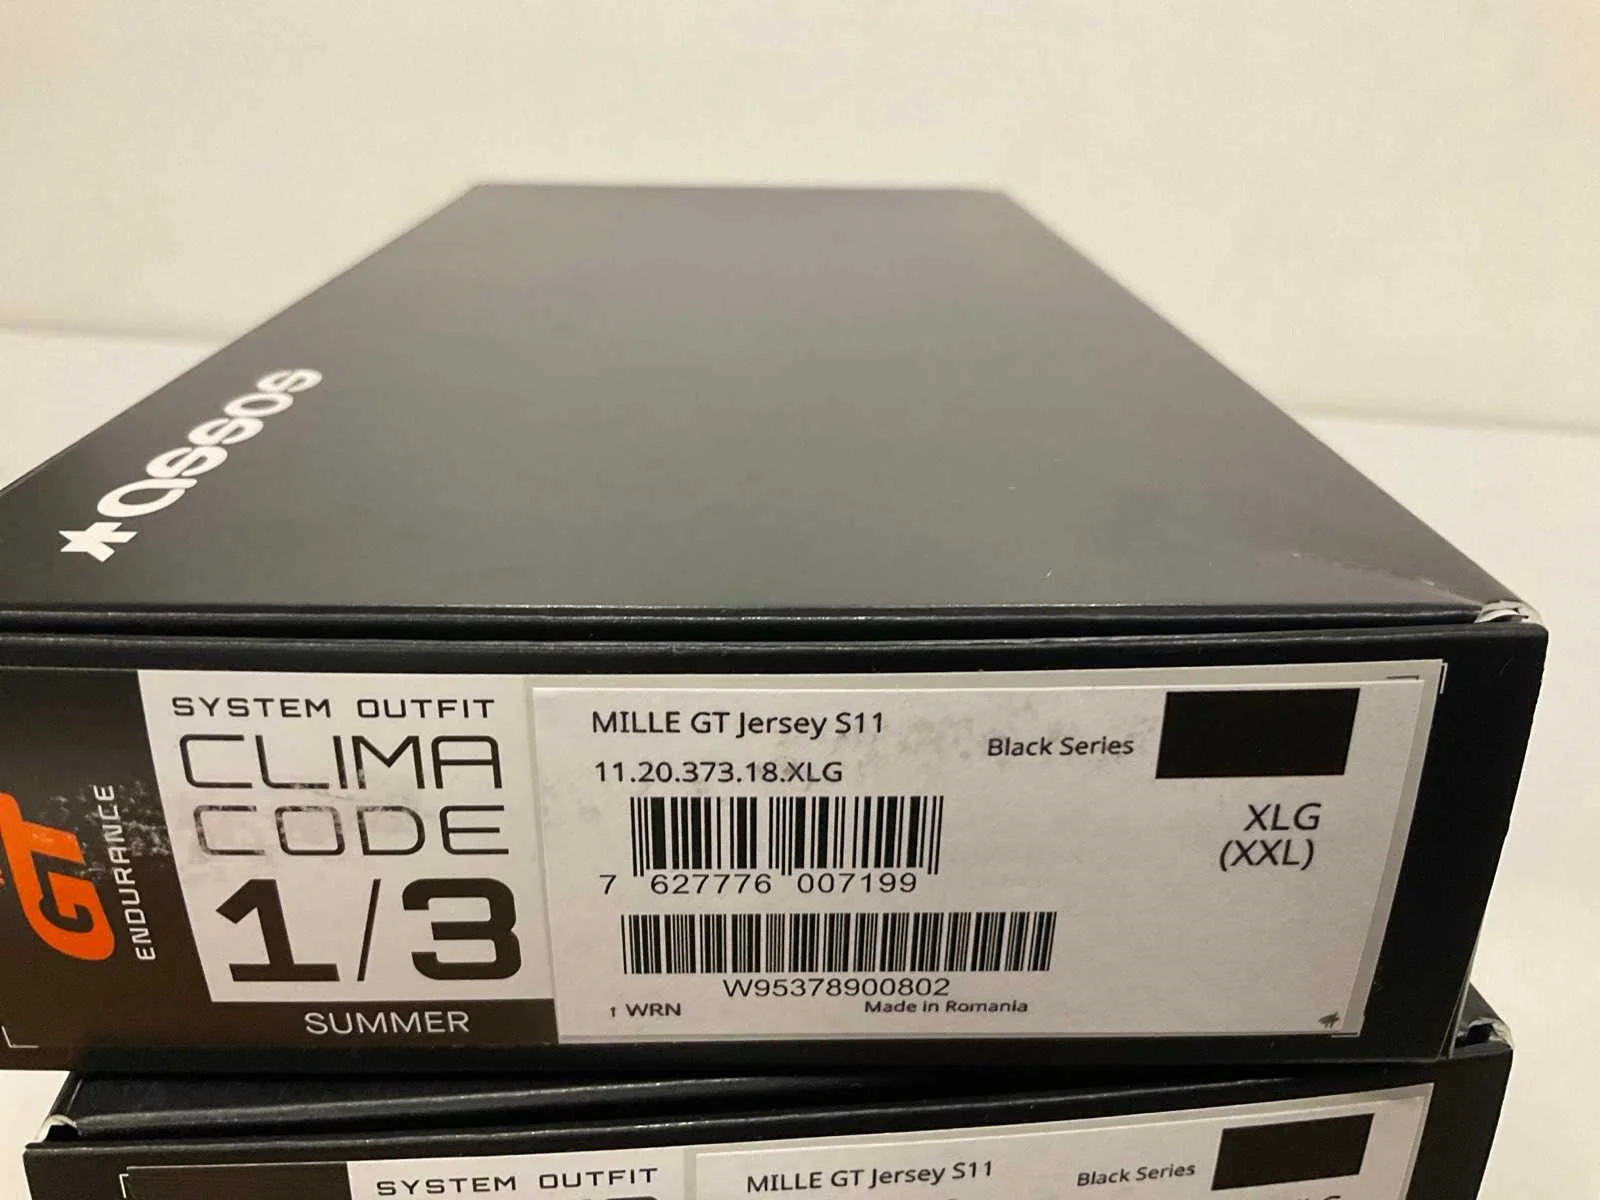 assos
GT
ENDURANCE
SYSTEM OUTFIT
CLIMA
CODE
1/3
SUMMER
MILLE GT Jersey S11
11.20.373.18.XLG
Black Series
XLG
(XXL)
7 627776 007199
W95378900802
↑ WRN
Made in Romania
SYSTEM OUTFIT
MILLE GT Jersey S11
Black Series